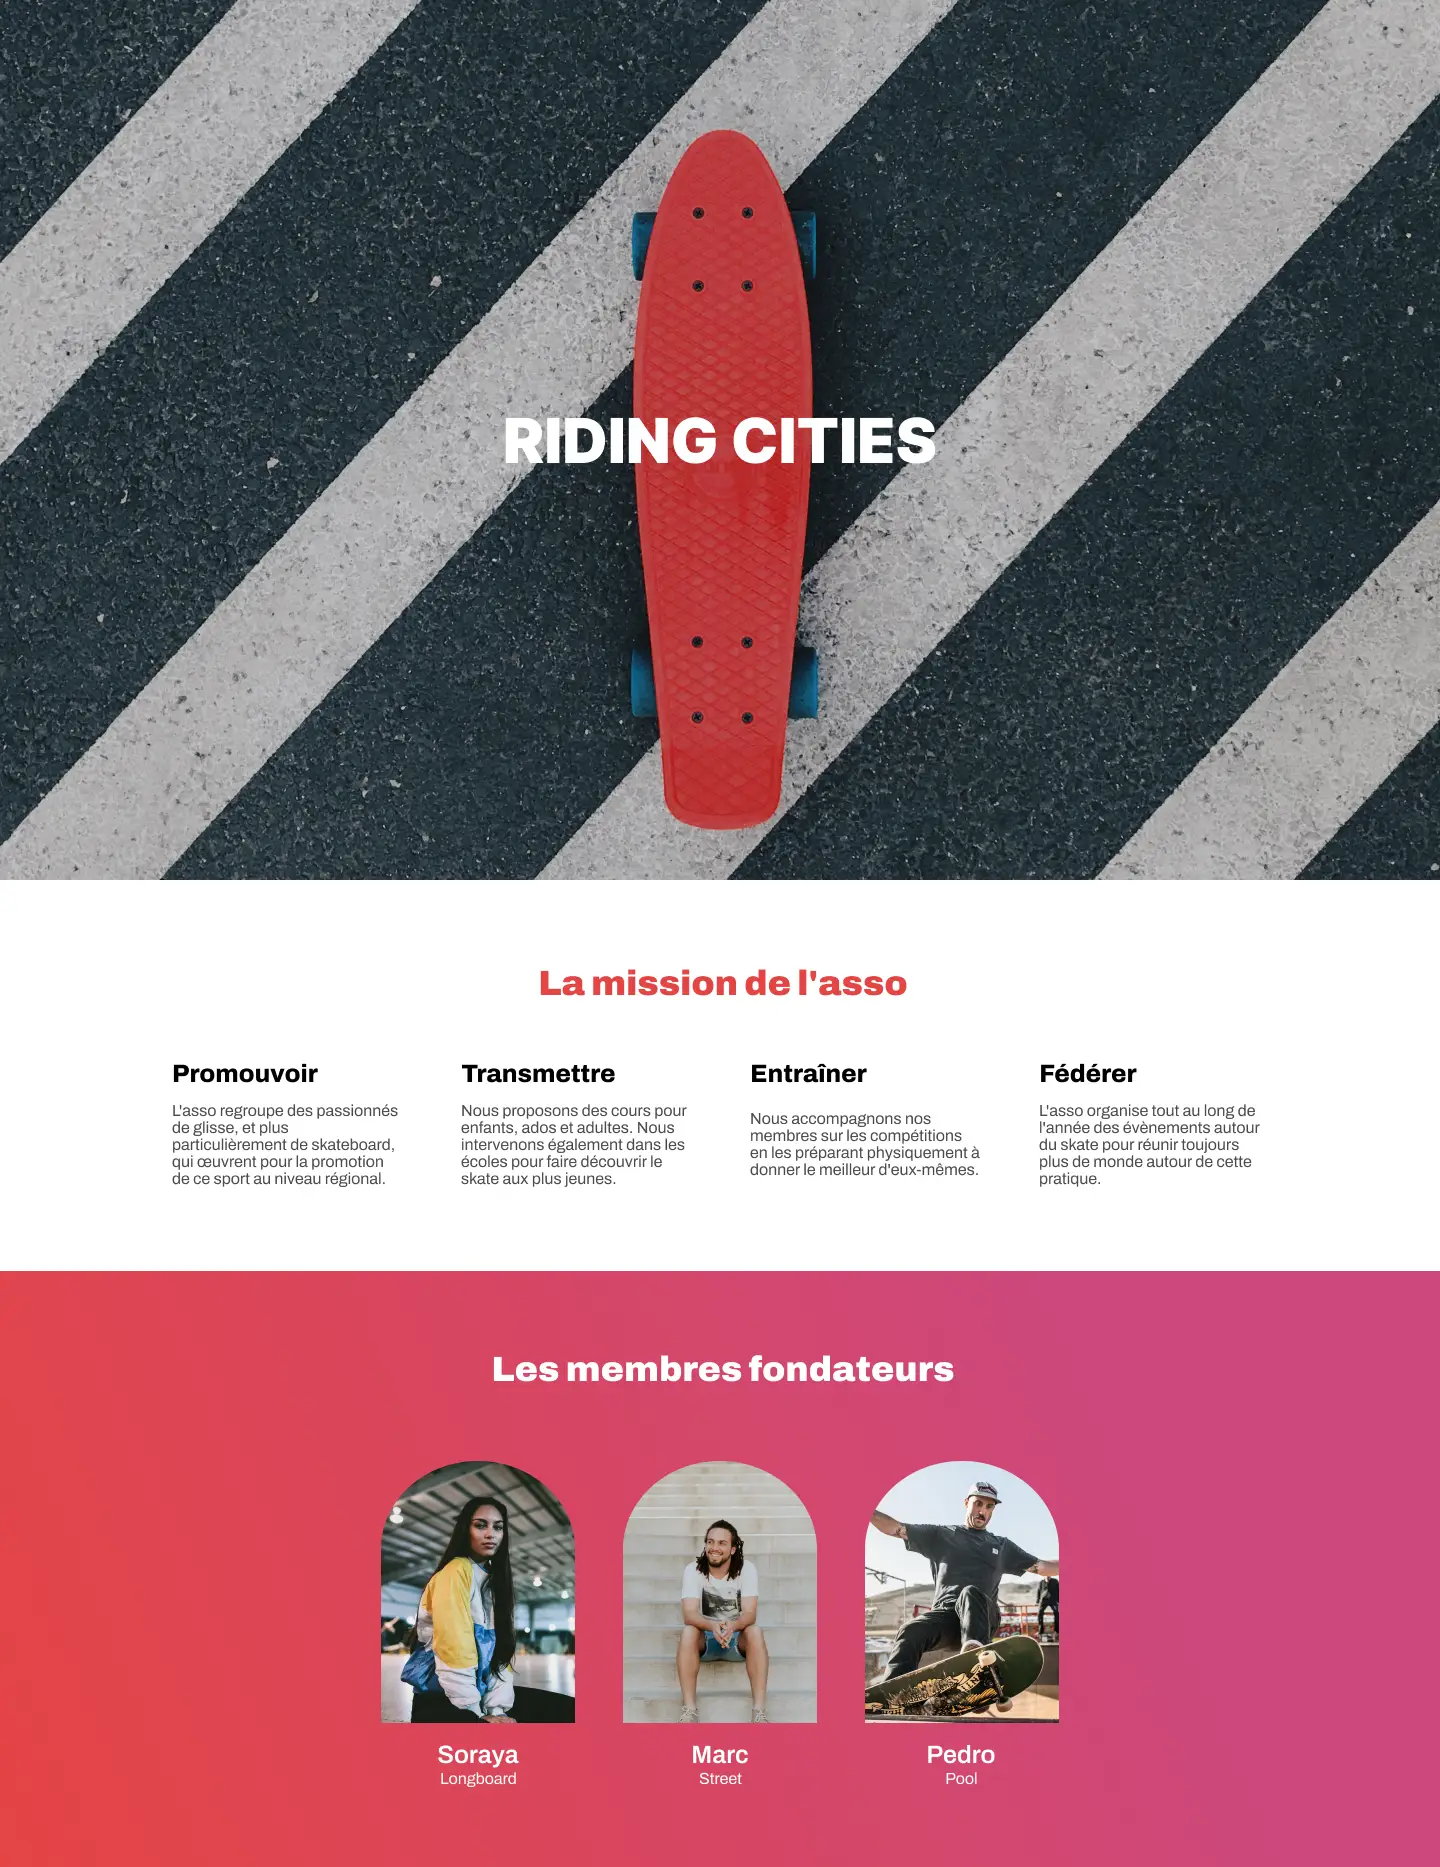 RIDING CITIES
La mission de l'asso
Promouvoir
L'asso regroupe des passionnés
de glisse, et plus
particulièrement de skateboard,
qui œuvrent pour la promotion
de ce sport au niveau régional.
Transmettre
Nous proposons des cours pour
enfants, ados et adultes. Nous
intervenons également dans les
écoles pour faire découvrir le
skate aux plus jeunes.
Entraîner
Nous accompagnons nos
membres sur les compétitions
en les préparant physiquement à
donner le meilleur d'eux-mêmes.
Fédérer
L'asso organise tout au long de
l'année des évènements autour
du skate pour réunir toujours
plus de monde autour de cette
pratique.
Les membres fondateurs
Soraya
Longboard
Marc
Street
Pedro
Pool